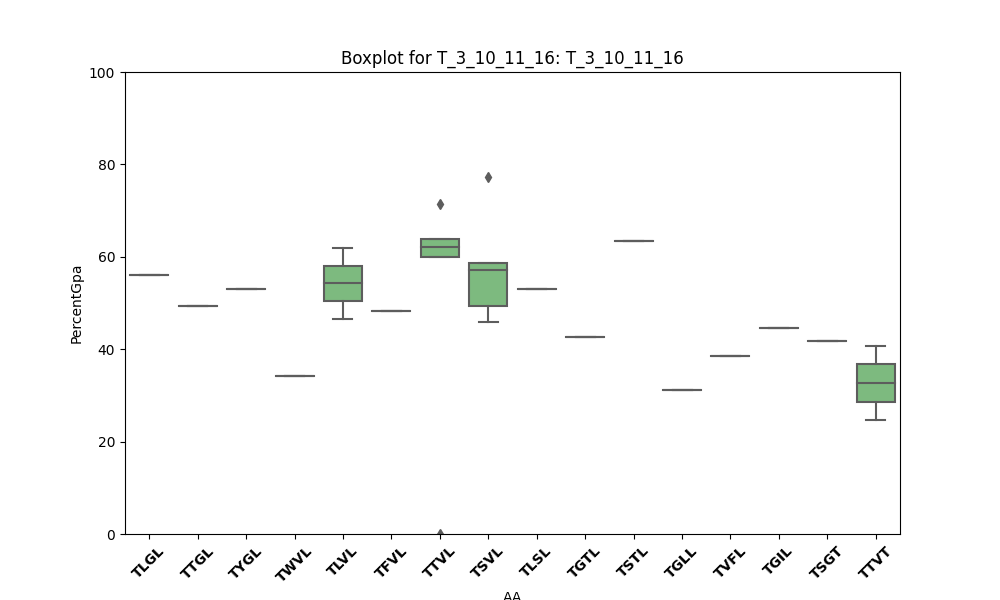 Boxplot for T_3_10_11_16: T_3_10_11_16
100
80
60
40
20
0
PercentGpa
TLGL
TTGL
TYGL
TWVL
TLVL
TFVL
TTVL
TSVL
TLSL
TGTL
TSTL
TGLL
TVFL
TGIL
TSGT
TTVT
AA